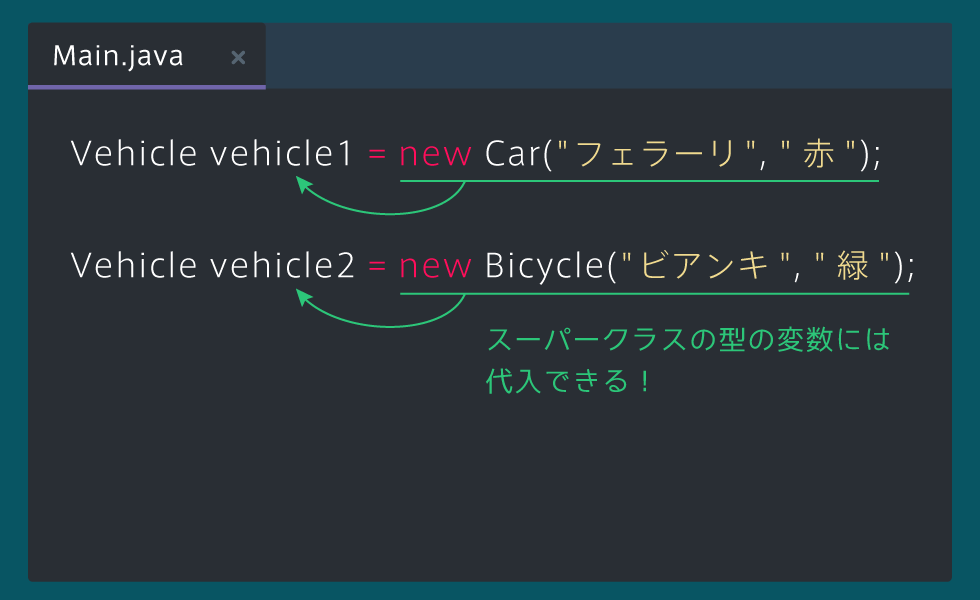 Main.java ×
Vehicle vehicle1 = new Car("フェラーリ", "赤");
Vehicle vehicle2 = new Bicycle("ビアンキ", "緑");
スーパークラスの型の変数には
代入できる！